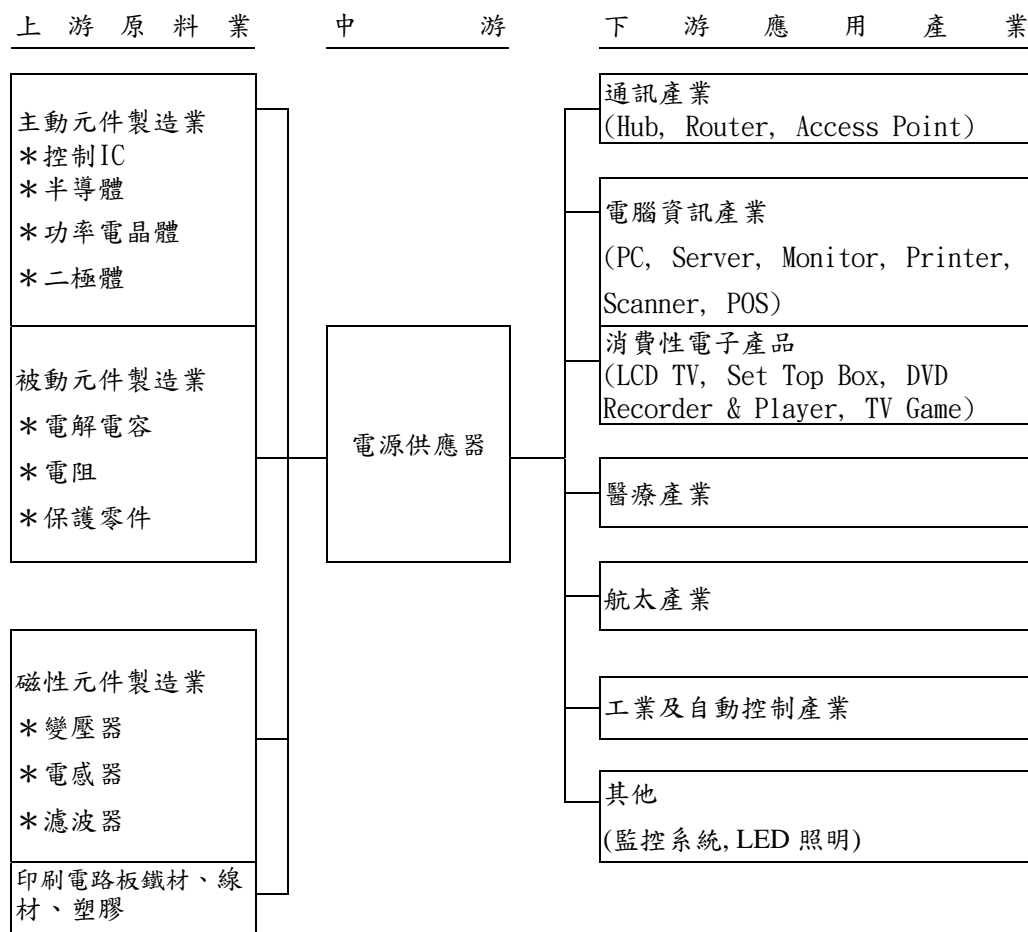 上游原料業
中游
下游應用產業
主動元件製造業
＊控制IC
＊半導體
＊功率電晶體
＊二極體
被動元件製造業
＊電解電容
＊電阻
＊保護零件
磁性元件製造業
＊變壓器
＊電感器
＊濾波器
印刷電路板鐵材、線
材、塑膠
電源供應器
通訊產業
(Hub, Router, Access Point)
電腦資訊產業
(PC, Server, Monitor, Printer,
Scanner, POS)
消費性電子產品
(LCD TV, Set Top Box, DVD
Recorder & Player, TV Game)
醫療產業
航太產業
工業及自動控制產業
其他
(監控系統, LED 照明)